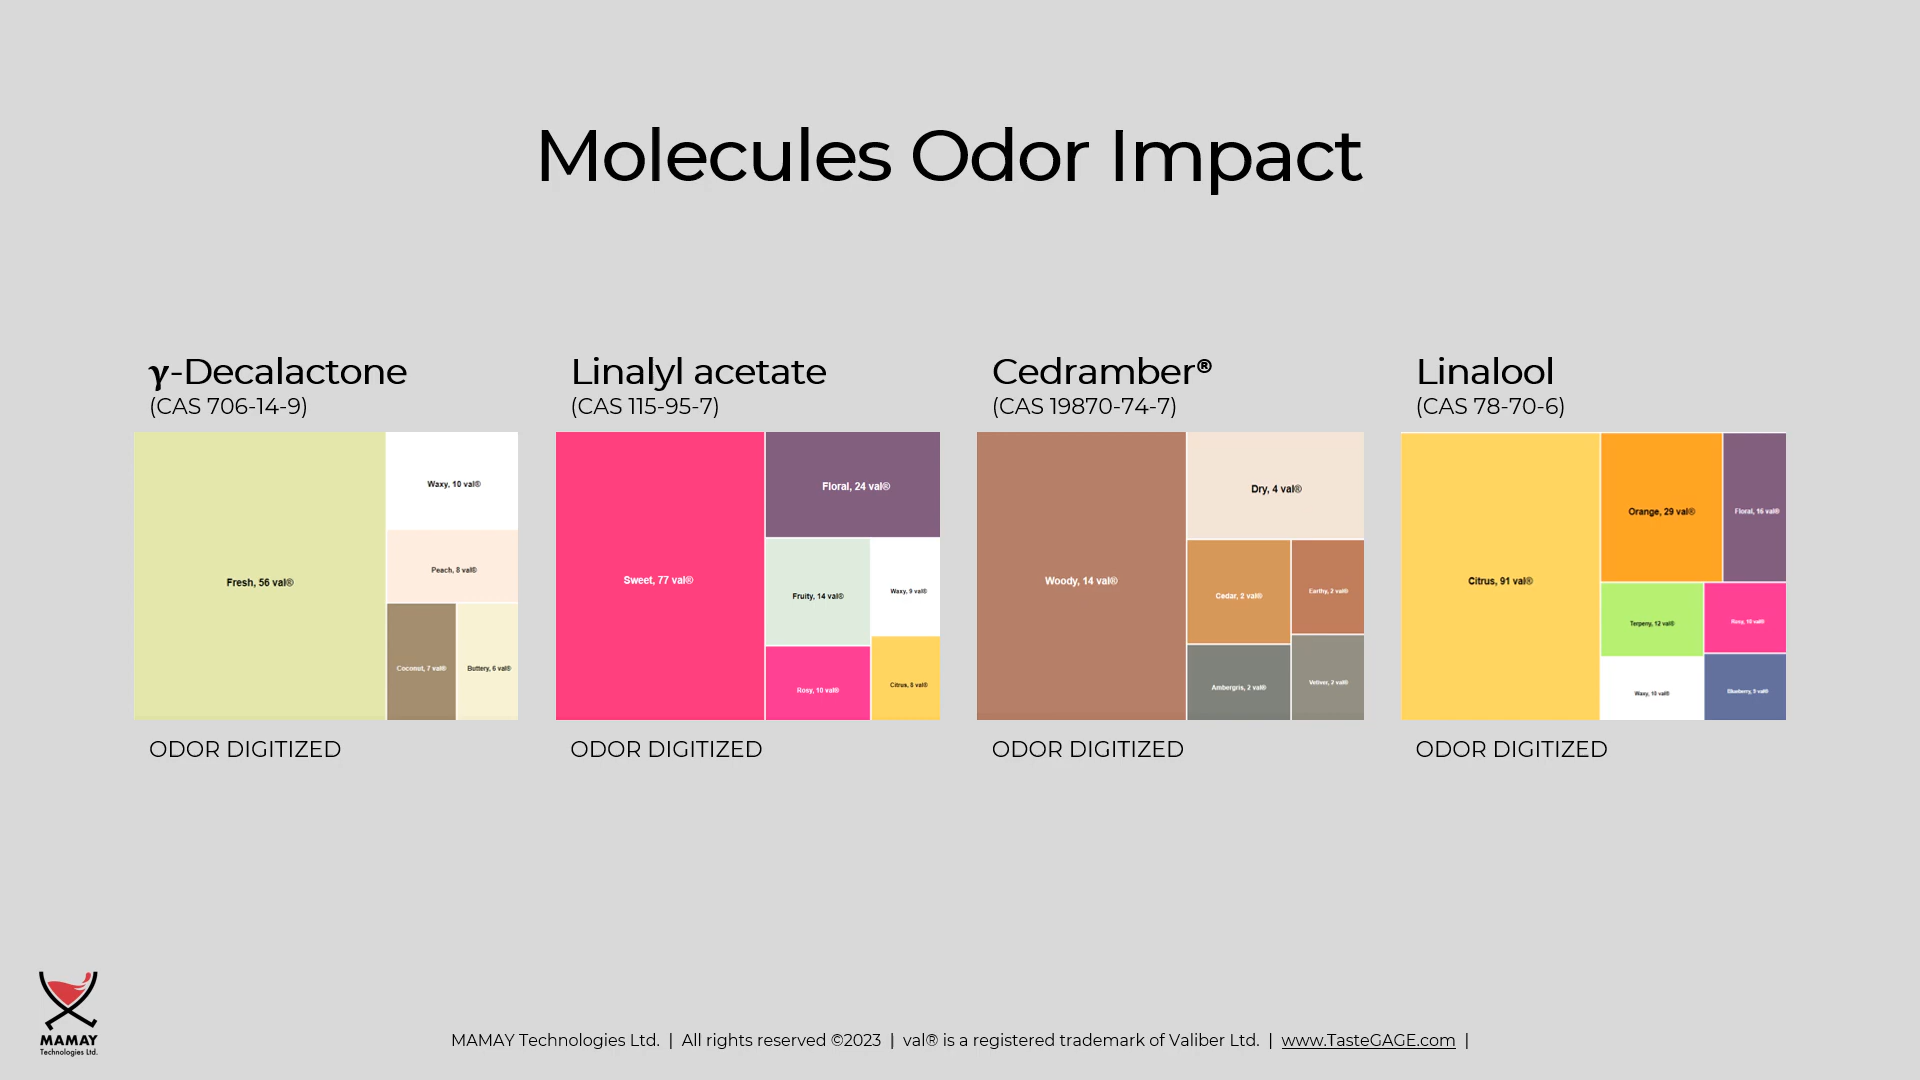 Molecules Odor Impact
γ-Decalactone
(CAS 706-14-9)
Fresh, 56 val®
Waxy, 10 val®
Peach, 8 val®
Coconut, 7 val®
Buttery, 6 val®
ODOR DIGITIZED
Linalyl acetate
(CAS 115-95-7)
Sweet, 77 val®
Floral, 24 val®
Fruity, 14 val®
Waxy, 9 val®
Rosy, 10 val®
Citrus, 8 val®
ODOR DIGITIZED
Cedramber®
(CAS 19870-74-7)
Woody, 14 val®
Dry, 4 val®
Cedar, 2 val®
Earthy, 2 val®
Ambergris, 2 val®
Vetiver, 2 val®
ODOR DIGITIZED
Linalool
(CAS 78-70-6)
Citrus, 91 val®
Orange, 29 val®
Floral, 16 val®
Terpeny, 12 val®
Rosy, 10 val®
Waxy, 10 val®
Blueberry, 9 val®
ODOR DIGITIZED
MAMAY
Technologies Ltd.
MAMAY Technologies Ltd. | All rights reserved ©2023 | val® is a registered trademark of Valiber Ltd. | www.TasteGAGE.com |